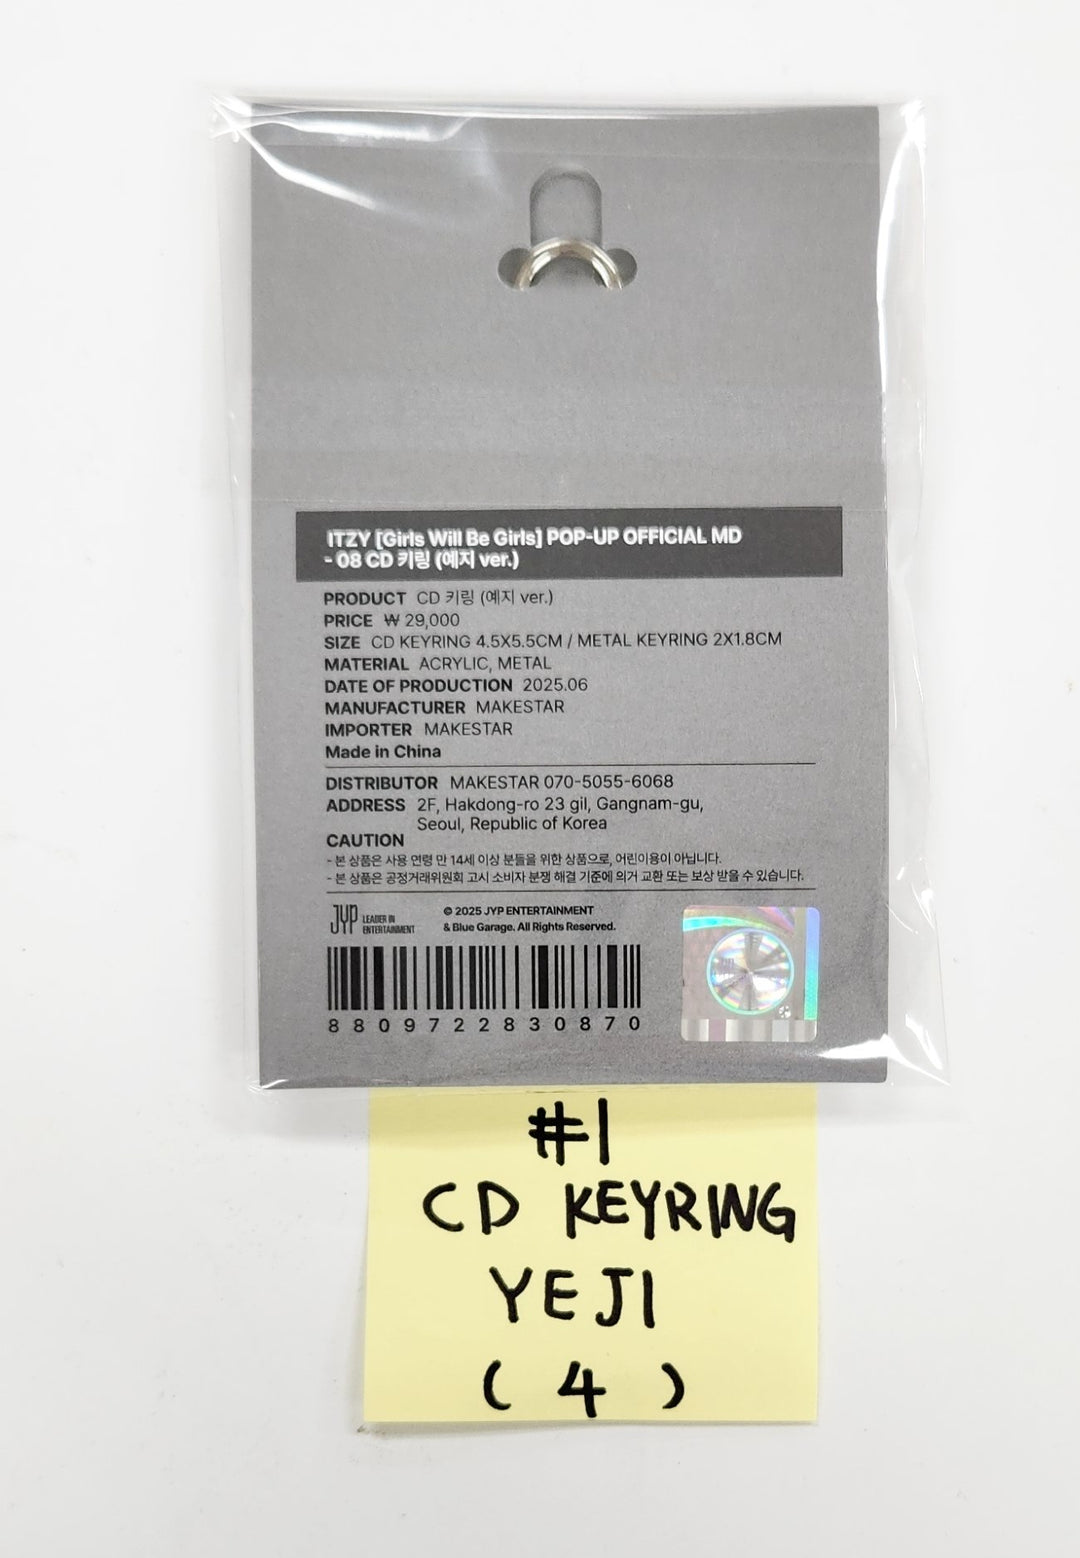 ITZY [Girls Will Be Girls] POP-UP OFFICIAL MD
- 08 CD 키링 (예지 ver.)
PRODUCT CD 키링 (예지 ver.)
PRICE ₩ 29,000
SIZE CD KEYRING 4.5X5.5CM / METAL KEYRING 2X1.8CM
MATERIAL ACRYLIC, METAL
DATE OF PRODUCTION 2025.06
MANUFACTURER MAKESTAR
IMPORTER MAKESTAR
Made in China
DISTRIBUTOR MAKESTAR 070-5055-6068
ADDRESS 2F, Hakdong-ro 23 gil, Gangnam-gu,
Seoul, Republic of Korea
CAUTION
- 본 상품은 사용 연령 만 14세 이상 분들을 위한 상품으로, 어린이용이 아닙니다.
- 본 상품은 공정거래위원회 고시 소비자 분쟁 해결 기준에 의거 교환 또는 보상 받을 수 있습니다.
JYP LEADER IN
ENTERTAINMENT
© 2025 JYP ENTERTAINMENT
& Blue Garage. All Rights Reserved.
8809722830870
#1
CD KEYRING
YEJI
( 4 )